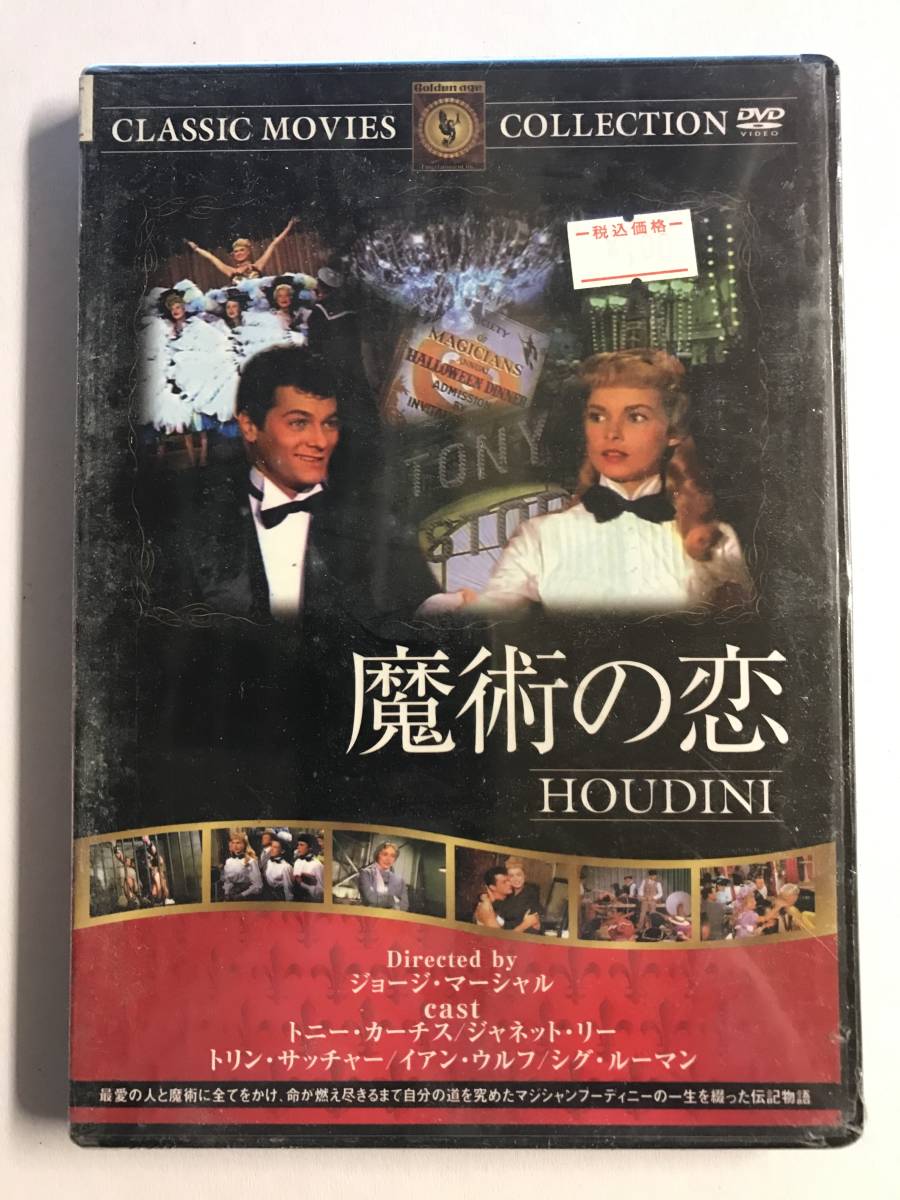 Golden age
CLASSIC MOVIES COLLECTION DVD
VIDEO
税込価格
MAGICIANS
ANNUAL
HALLOWEEN DINNER
ADMISSION
BY
TONY
魔術の恋
HOUDINI
Directed by
ジョージ・マーシャル
cast
トニー・カーチス/ジャネット・リー
トリン・サッチャー/イアン・ウルフ/シグ・ルーマン
最愛の人と魔術に全てをかけ、命が燃え尽きるまで自分の道を究めたマジシャンフーディニーの一生を綴った伝記物語